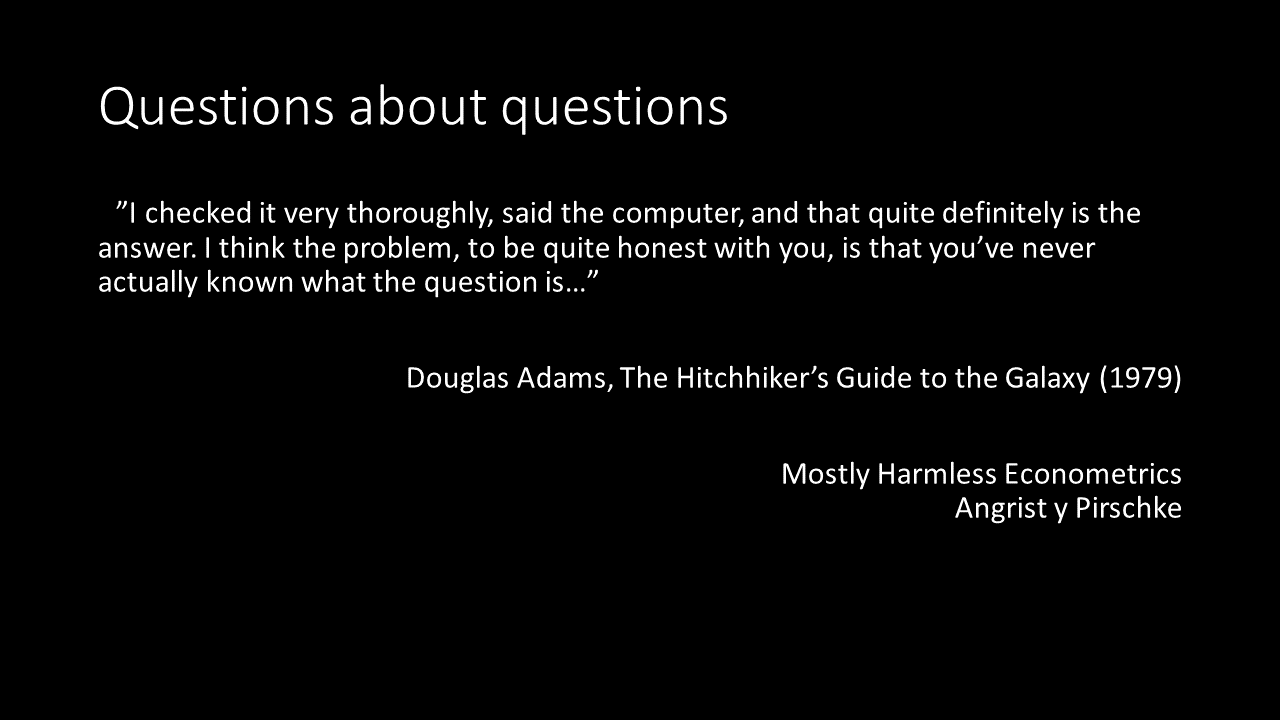 Questions about questions
”I checked it very thoroughly, said the computer, and that quite definitely is the
answer. I think the problem, to be quite honest with you, is that you’ve never
actually known what the question is…”
Douglas Adams, The Hitchhiker’s Guide to the Galaxy (1979)
Mostly Harmless Econometrics
Angrist y Pirschke